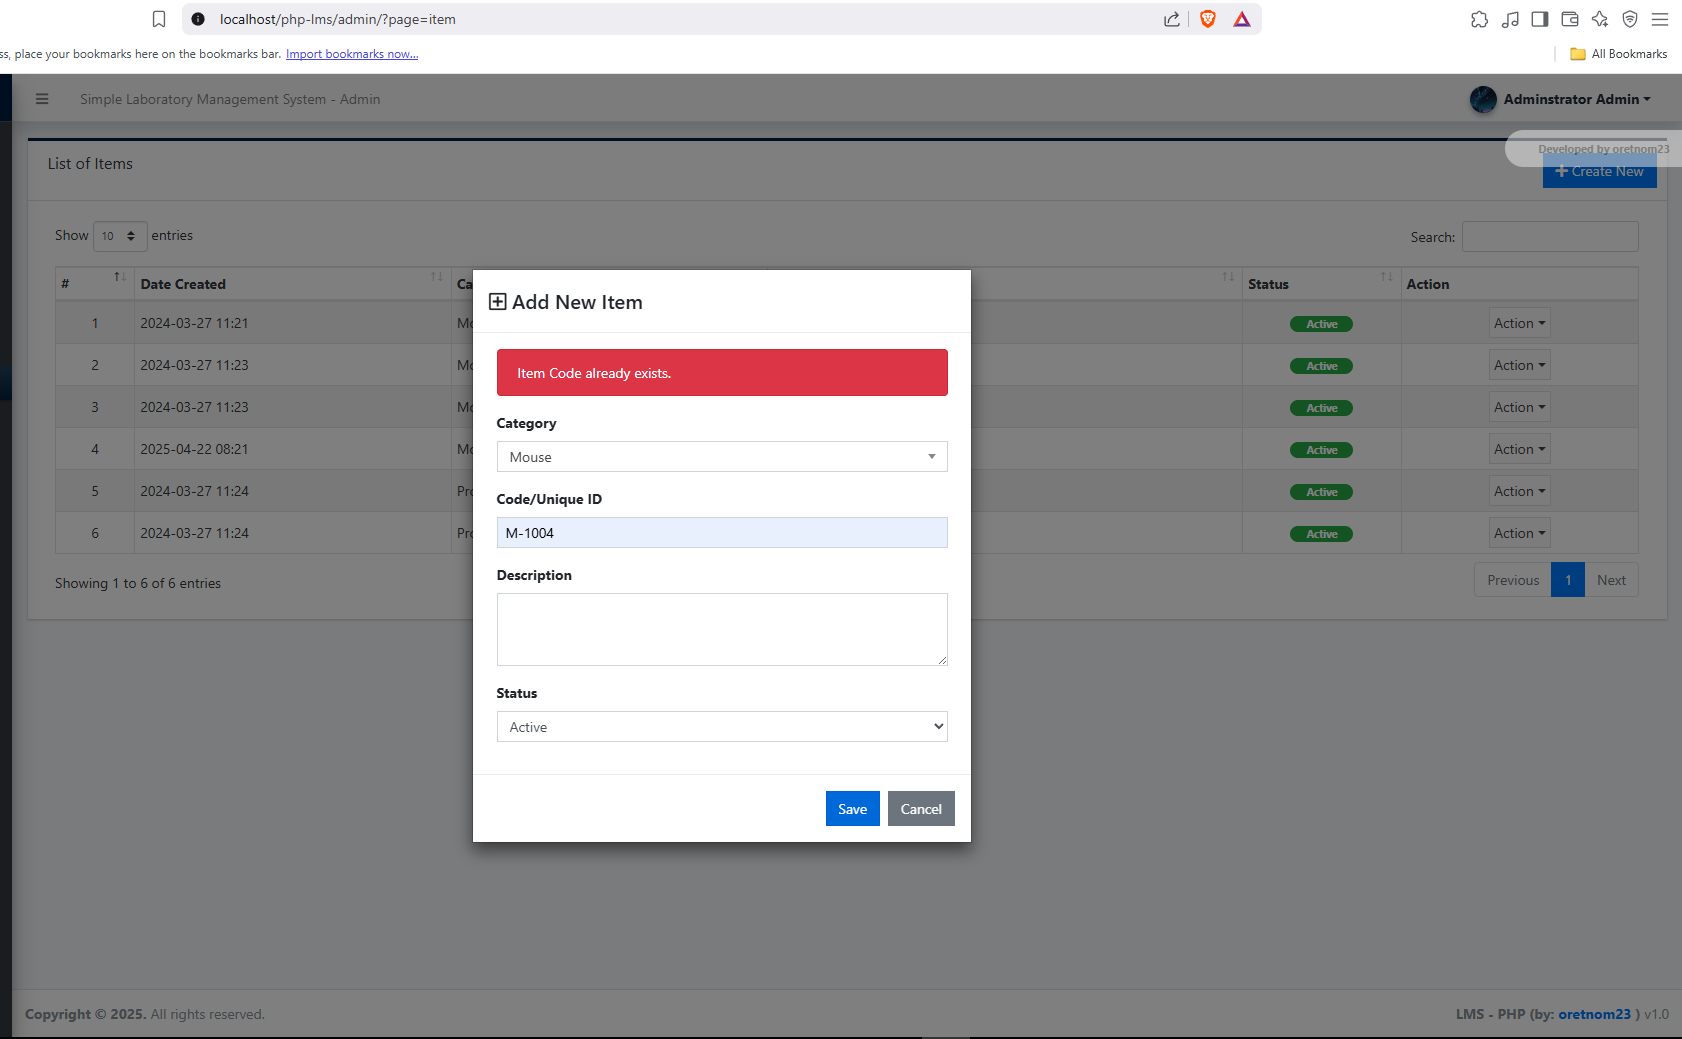 localhost/php-lms/admin/?page=item
ss, place your bookmarks here on the bookmarks bar. Import bookmarks now...
All Bookmarks
Simple Laboratory Management System - Admin
Adminstrator Admin
Developed by oretnom23
List of Items
Create New
Show 10 entries
Search:
# Date Created Ca Status Action
1 2024-03-27 11:21 Mo Active Action
2 2024-03-27 11:23 Mo Active Action
3 2024-03-27 11:23 Mo Active Action
4 2025-04-22 08:21 Mo Active Action
5 2024-03-27 11:24 Pro Active Action
6 2024-03-27 11:24 Pro Active Action
Showing 1 to 6 of 6 entries
Previous 1 Next
Add New Item
Item Code already exists.
Category
Mouse
Code/Unique ID
M-1004
Description
Status
Active
Save Cancel
Copyright © 2025. All rights reserved.
LMS - PHP (by: oretnom23 ) v1.0